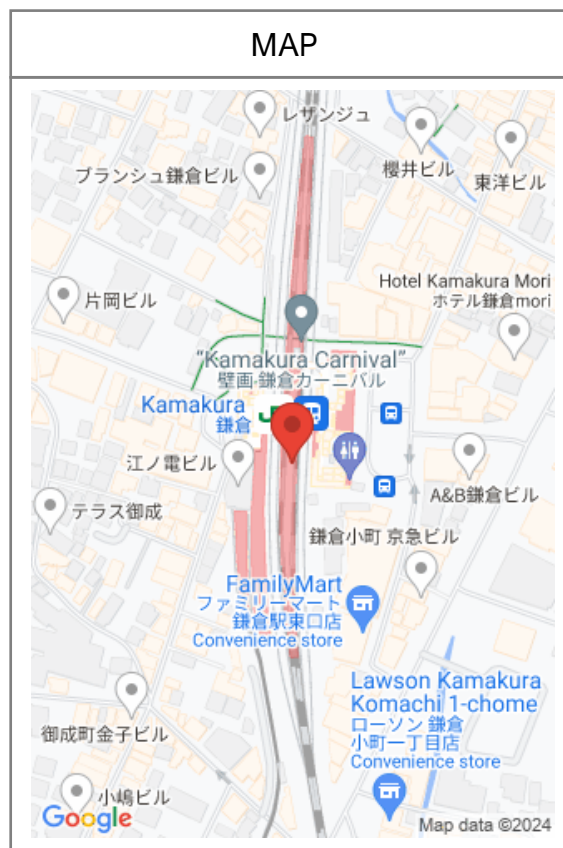 MAP
レザンジュ
ブランシュ鎌倉ビル
櫻井ビル
東洋ビル
片岡ビル
Hotel Kamakura Mori
ホテル鎌倉mori
“Kamakura Carnival”
壁画 鎌倉カーニバル
Kamakura
鎌倉
江ノ電ビル
A&B鎌倉ビル
テラス御成
鎌倉小町 京急ビル
FamilyMart
ファミリーマート
鎌倉駅東口店
Convenience store
Lawson Kamakura
Komachi 1-chome
ローソン 鎌倉
小町一丁目店
Convenience store
御成町金子ビル
小嶋ビル
Google
Map data ©2024